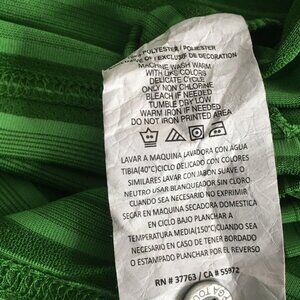 POLYESTER / POLIESTER
OF EXCLUSIF DE DECORATION
MACHINE WASH WARM
WITH LIKE COLORS
DELICATE CYCLE
ONLY NON CHLORINE
BLEACH IF NEEDED
TUMBLE DRY LOW
WARM IRON IF NEEDED
DO NOT IRON PRINTED AREA
LAVAR A MAQUINA LAVADORA CON AGUA
TIBIA(40°C)CICLO DELICADO CON COLORES
SIMILARES LAVAR CON JABON SUAVE O
NEUTRO USAR BLANQUEADOR SIN CLORO
CUANDO SEA NECESARIO NO EXPRIMIR
SECAR EN MAQUINA SECADORA DOMESTICA
EN CICLO BAJO PLANCHAR A
TEMPERATURA MEDIA(150°C)CUANDO SEA
NECESARIO EN CASO DE TENER BORDADO
O ESTAMPADO PLANCHAR POR EL REVERSO.
RN # 37763 / CA # 55972